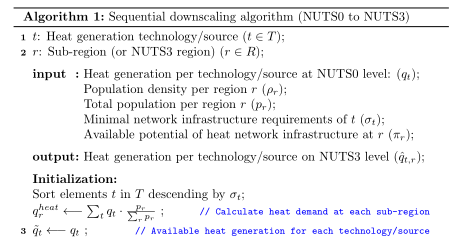 Algorithm 1: Sequential downscaling algorithm (NUTS0 to NUTS3)
1 t: Heat generation technology/source (t ∈ T);
2 r: Sub-region (or NUTS3 region) (r ∈ R);
input : Heat generation per technology/source at NUTS0 level: (q_t);
Population density per region r (ρ_r);
Total population per region r (p_r);
Minimal network infrastructure requirements of t (σ_t);
Available potential of heat network infrastructure at r (π_r);
output: Heat generation per technology/source on NUTS3 level (q̂_{t,r});
Initialization:
Sort elements t in T descending by σ_t;
q_r^{heat} ⟵ ∑_t q_t · p_r / ∑_r p_r ; // Calculate heat demand at each sub-region
3 q̂_t ⟵ q_t ; // Available heat generation for each technology/source